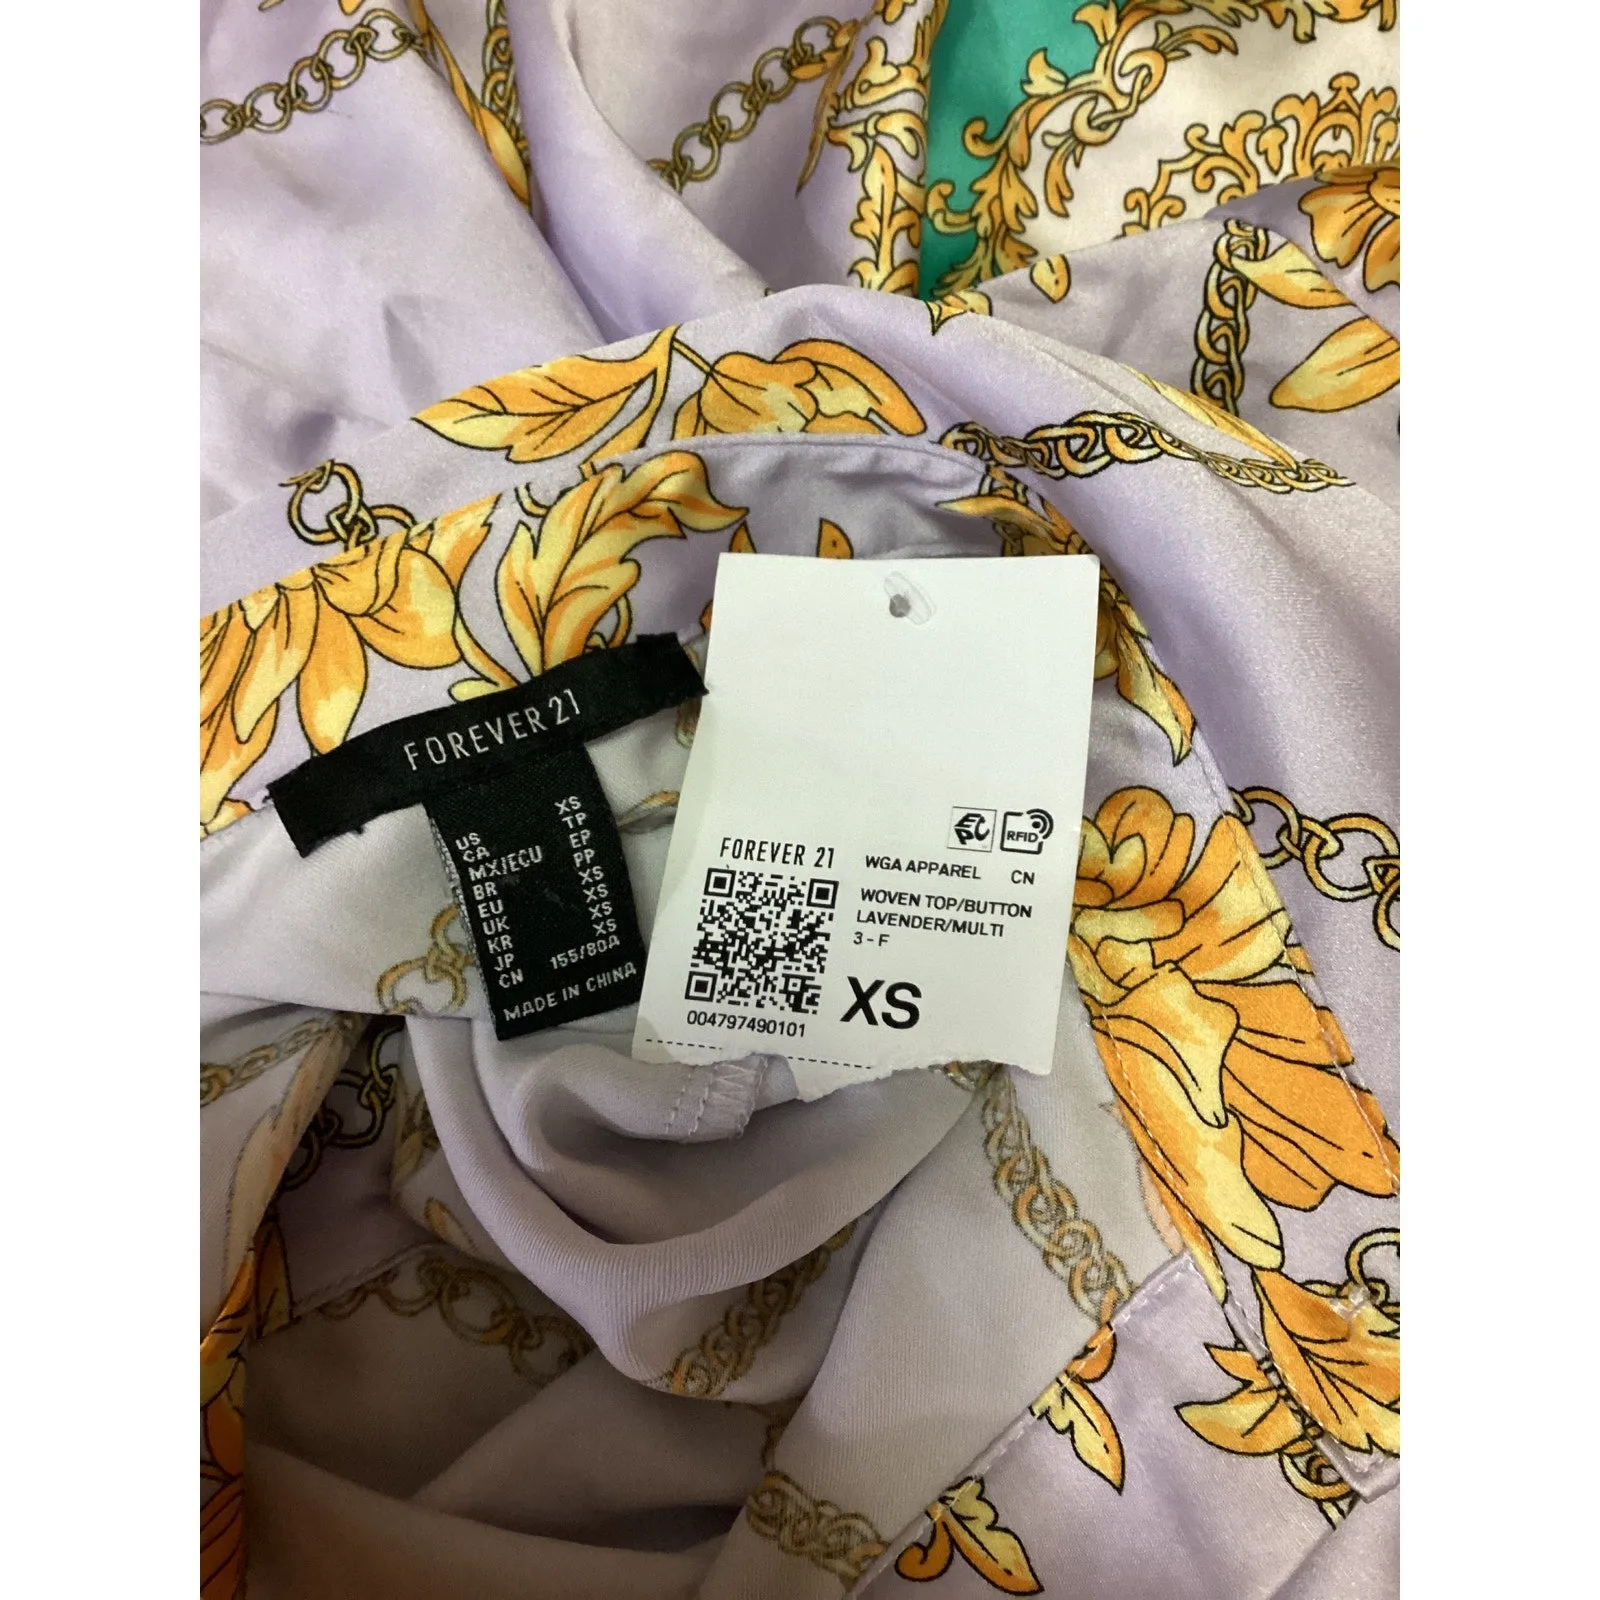 FOREVER 21
XS
US TP
CA EP
MX/ECU PP
BR XS
EU XS
UK XS
KR XS
JP
CN 155/80A
MADE IN CHINA
EPC RFID
FOREVER 21
WGA APPAREL CN
WOVEN TOP/BUTTON
LAVENDER/MULTI
3 - F
XS
004797490101